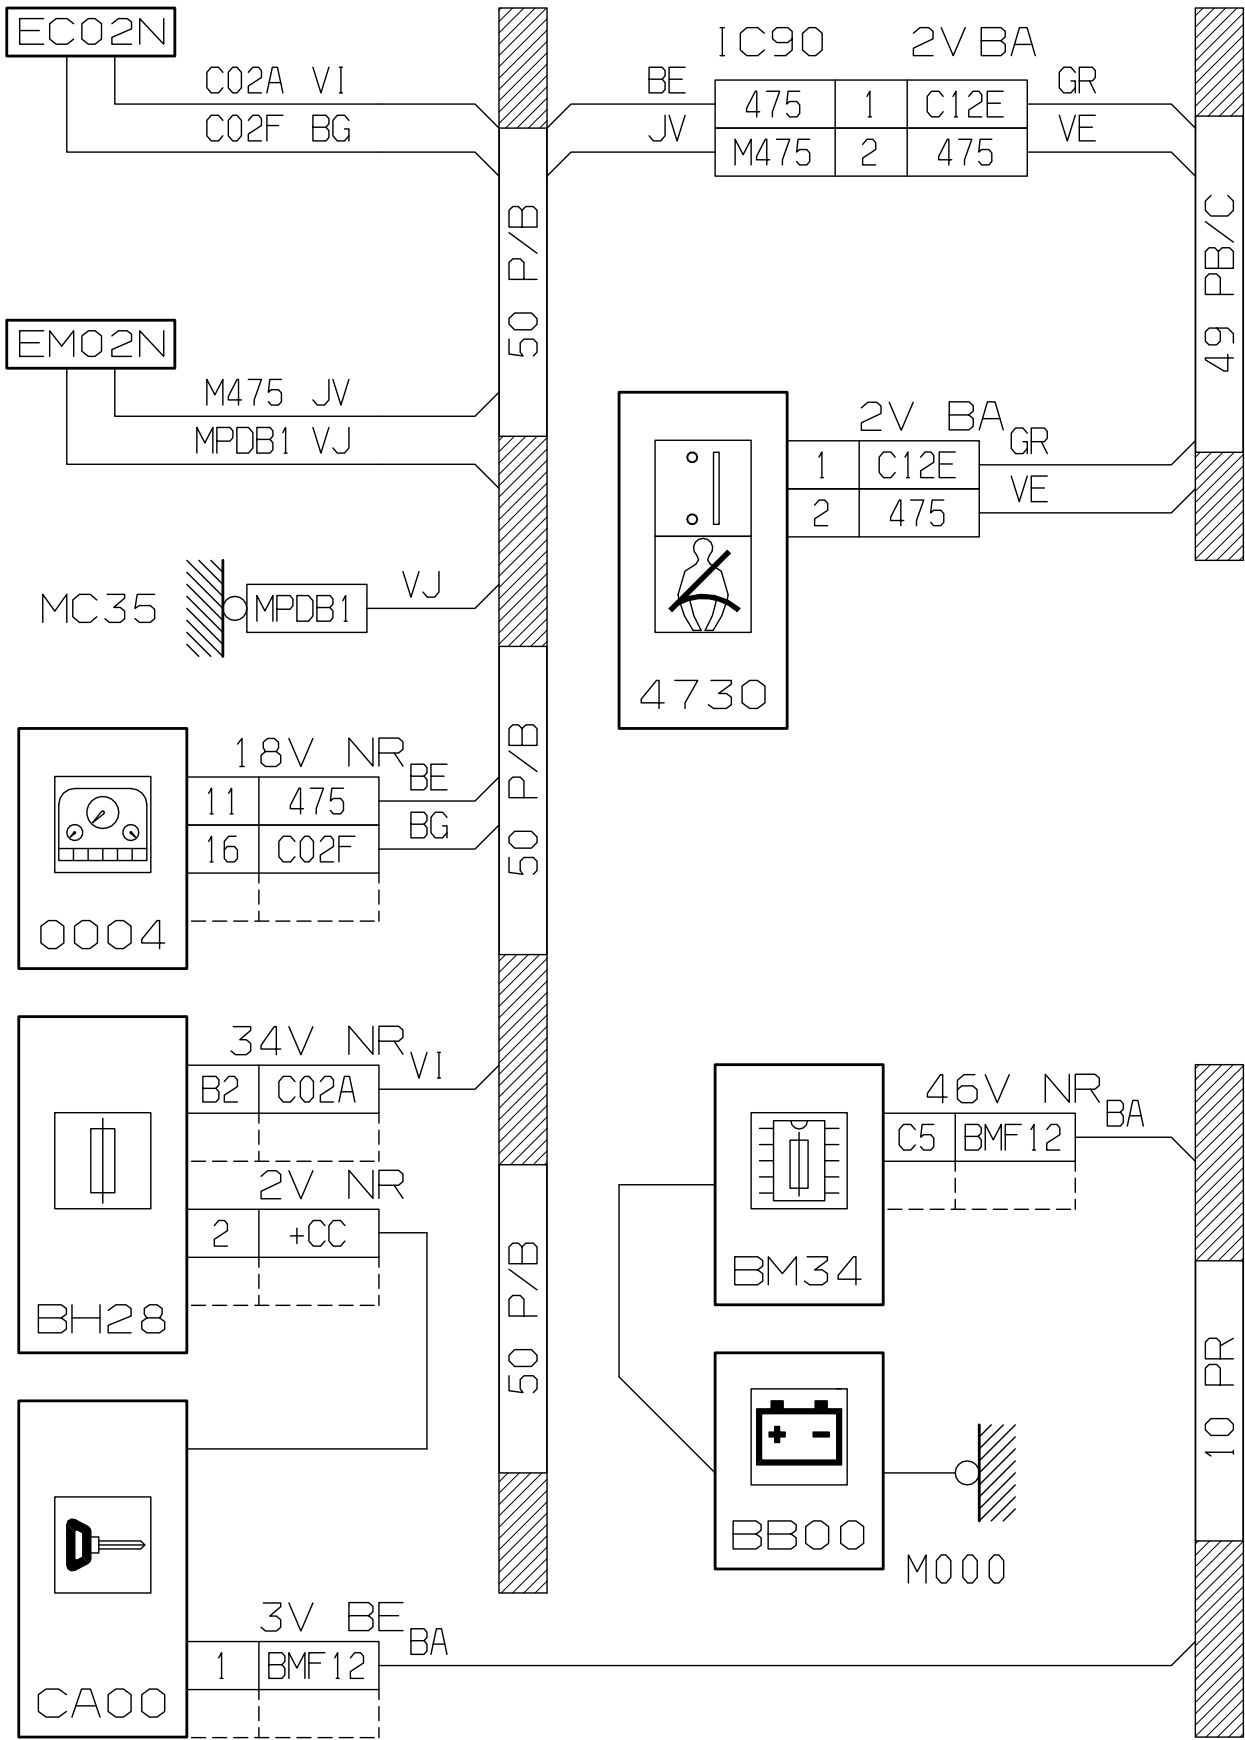 EC02N
C02A VI
C02F BG
IC90 2V BA
BE 475 1 C12E GR
JV M475 2 475 VE
50 P/B
49 PB/C
EM02N
M475 JV
MPDB1 VJ
2V BA
1 C12E GR
2 475 VE
4730
MC35 MPDB1 VJ
18V NR
11 475 BE
16 C02F BG
0004
50 P/B
34V NR
B2 C02A VI
2V NR
2 +CC
BH28
46V NR
C5 BMF12 BA
BM34
50 P/B
10 PR
+ -
BB00
M000
3V BE
1 BMF12 BA
CA00